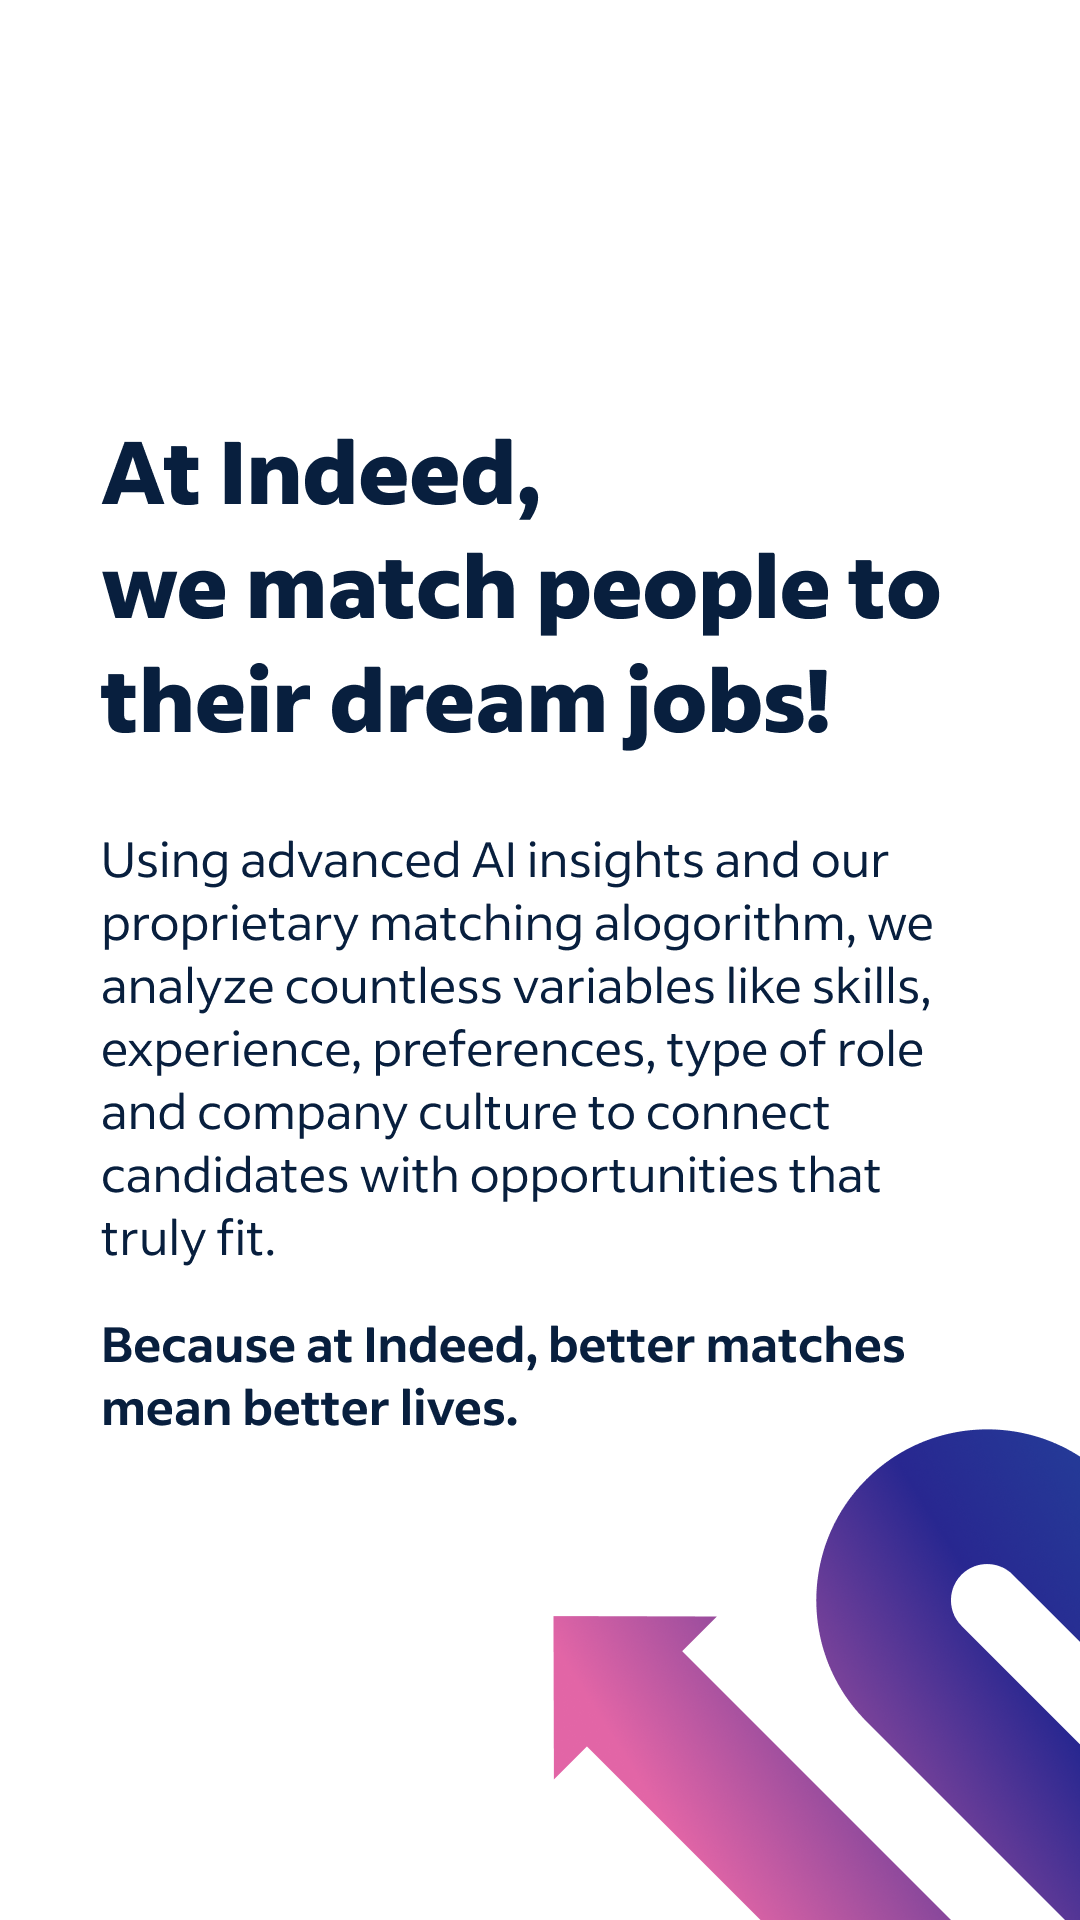 At Indeed,
we match people to
their dream jobs!
Using advanced AI insights and our
proprietary matching alogorithm, we
analyze countless variables like skills,
experience, preferences, type of role
and company culture to connect
candidates with opportunities that
truly fit.
Because at Indeed, better matches
mean better lives.